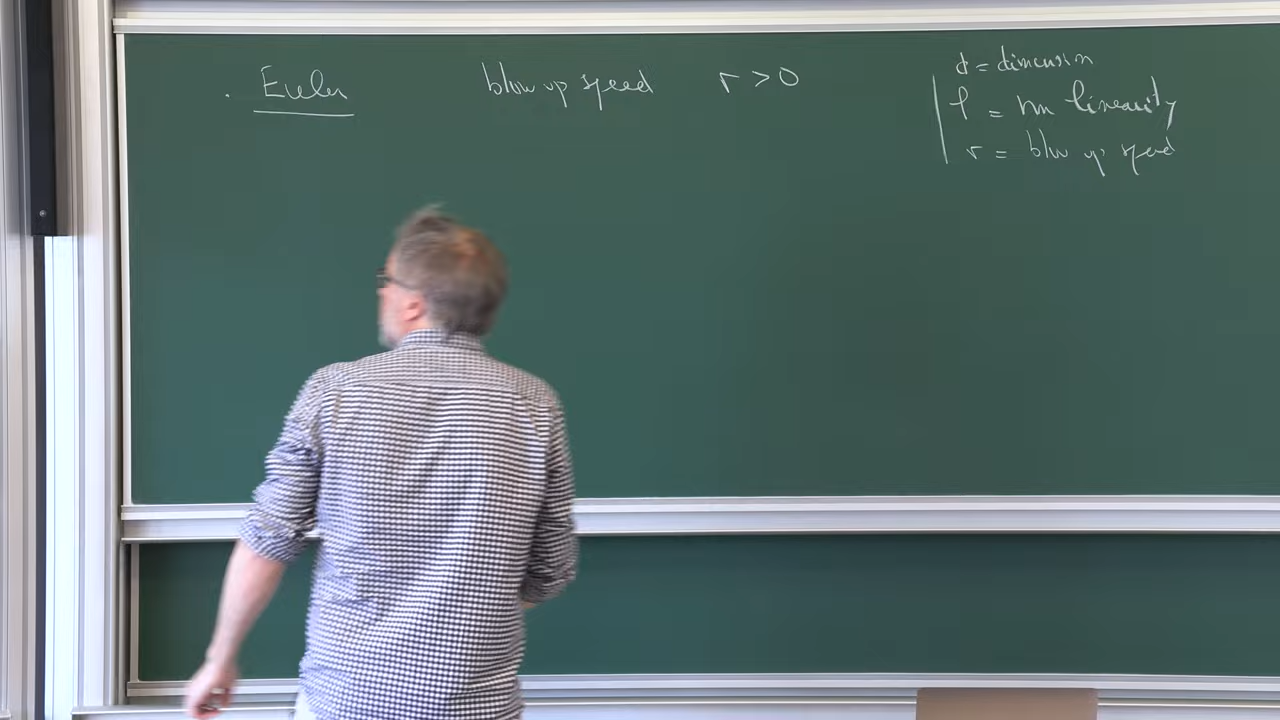 . Euler blow up speed r > 0
d = dimension
l = non linearity
r = blow up speed